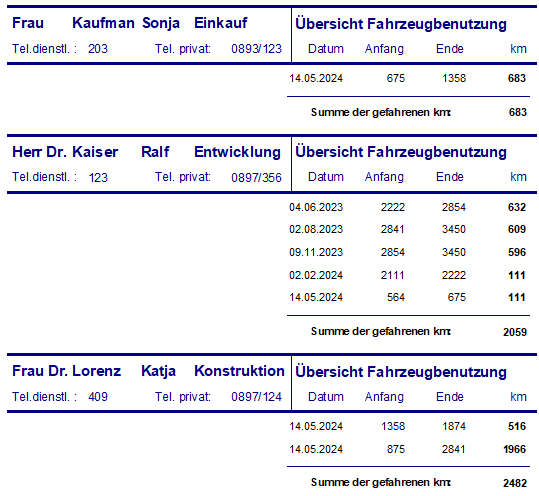 Frau Kaufman Sonja Einkauf Übersicht Fahrzeugbenutzung
Tel.dienstl. : 203 Tel. privat: 0893/123 Datum Anfang Ende km
14.05.2024 675 1358 683
Summe der gefahrenen km: 683
Herr Dr. Kaiser Ralf Entwicklung Übersicht Fahrzeugbenutzung
Tel.dienstl. : 123 Tel. privat: 0897/356 Datum Anfang Ende km
04.06.2023 2222 2854 632
02.08.2023 2841 3450 609
09.11.2023 2854 3450 596
02.02.2024 2111 2222 111
14.05.2024 564 675 111
Summe der gefahrenen km: 2059
Frau Dr. Lorenz Katja Konstruktion Übersicht Fahrzeugbenutzung
Tel.dienstl. : 409 Tel. privat: 0897/124 Datum Anfang Ende km
14.05.2024 1358 1874 516
14.05.2024 875 2841 1966
Summe der gefahrenen km: 2482